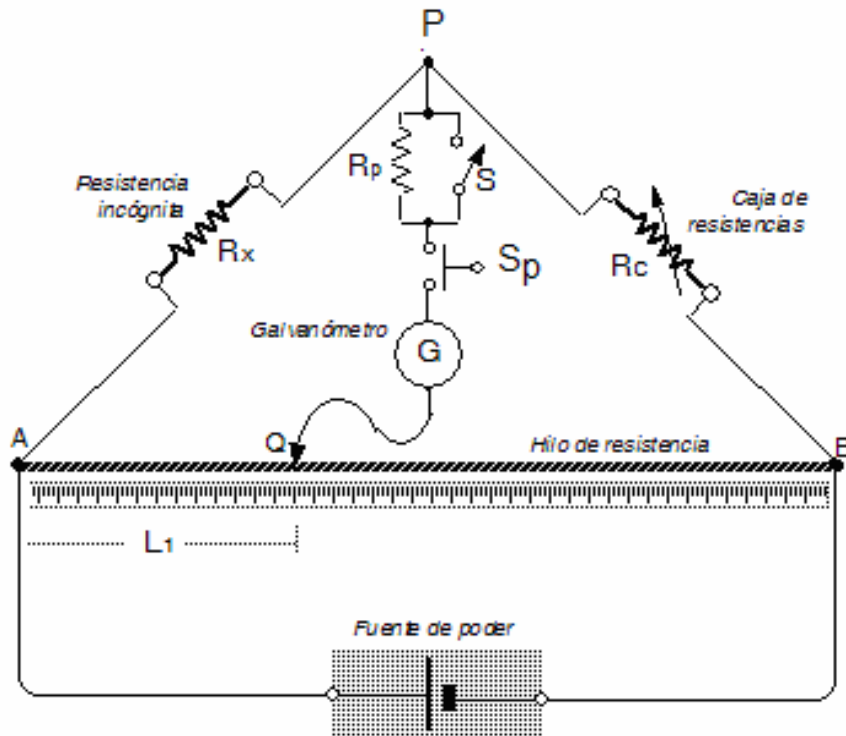 P
Rp
S
Resistencia
incógnita
Rx
Caja de
resistencias
Rc
Sp
Galvanómetro
G
A
Q
Hilo de resistencia
B
L1
Fuente de poder